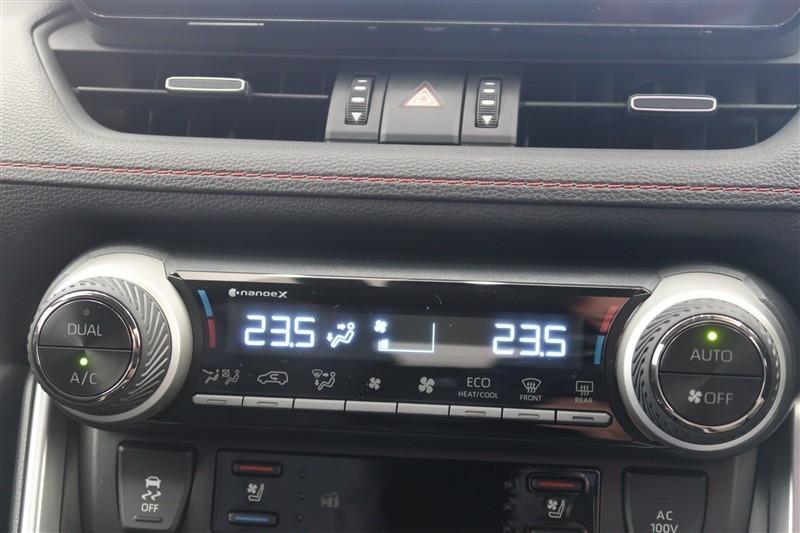 nanoeX
DUAL
A/C
23.5
23.5
AUTO
OFF
ECO
HEAT/COOL
FRONT
REAR
OFF
AC
100V